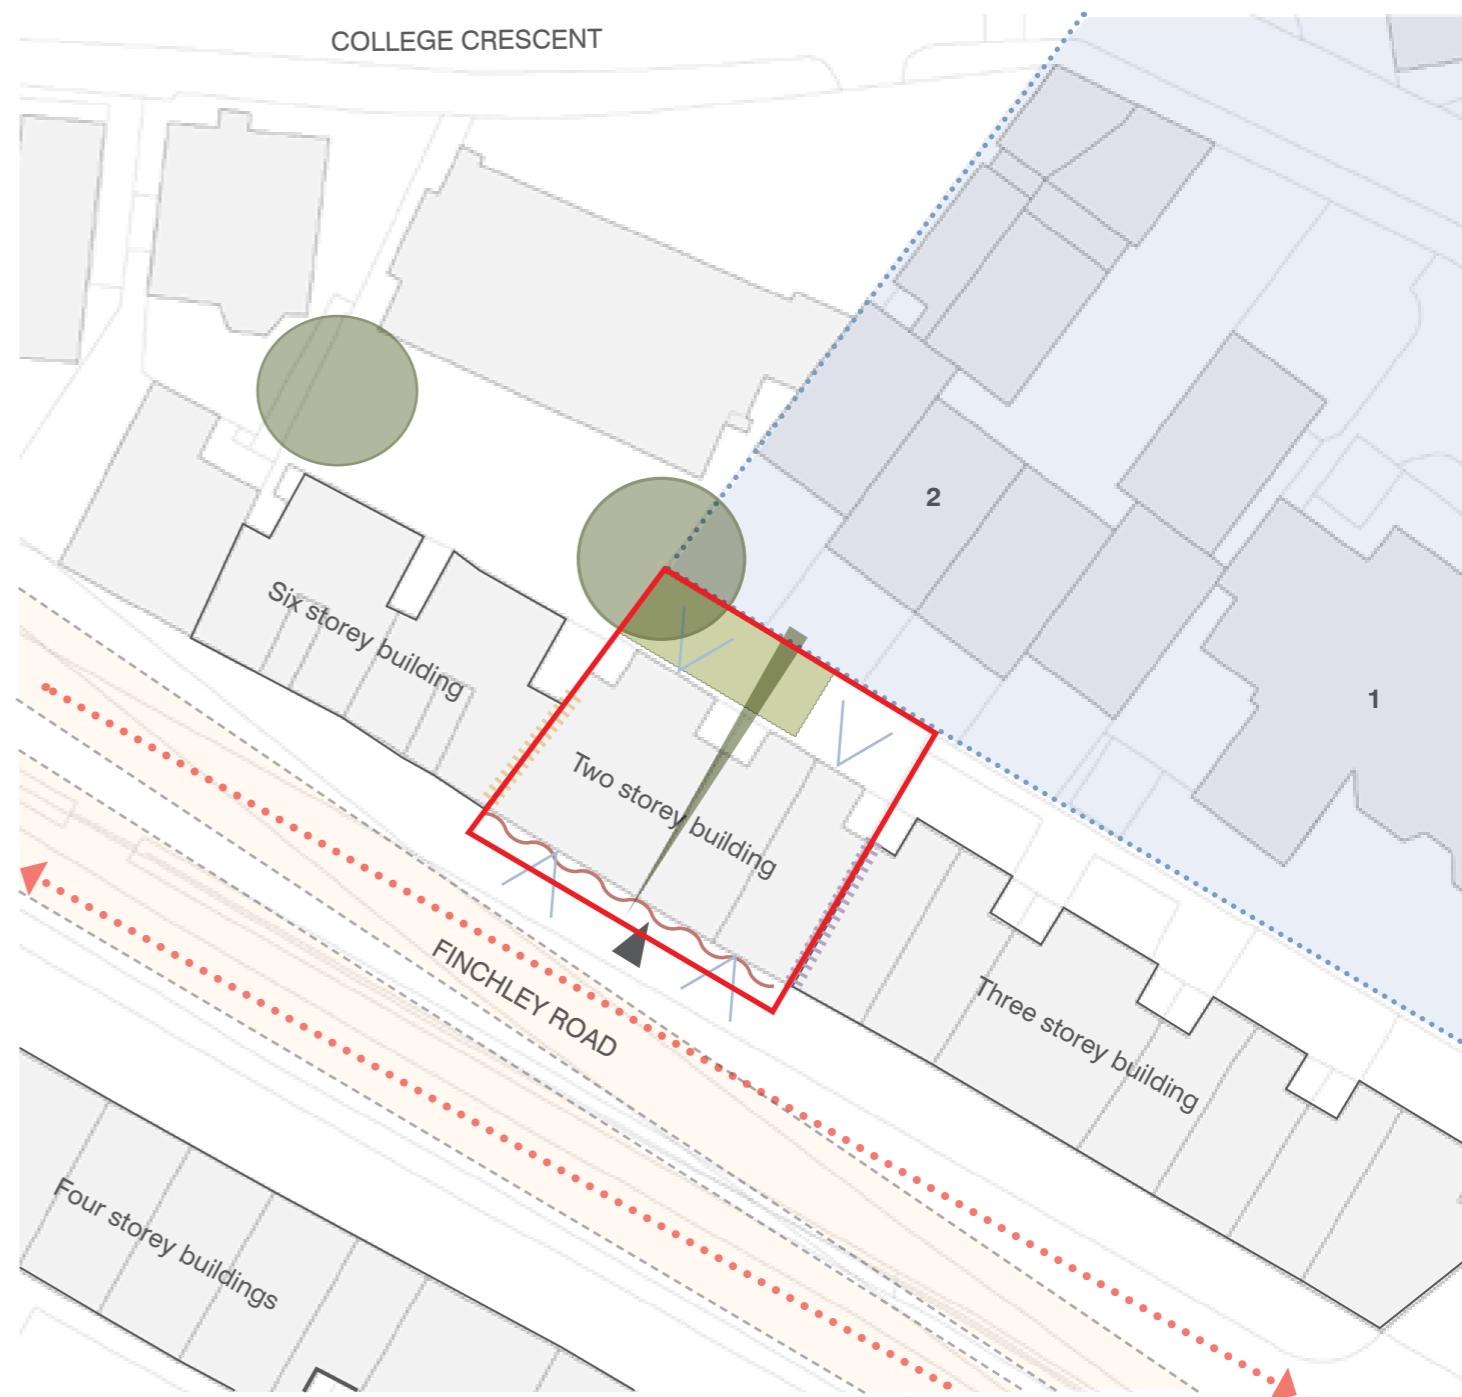 COLLEGE CRESCENT
2
Six storey building
1
Two storey building
FINCHLEY ROAD
Three storey building
Four storey buildings